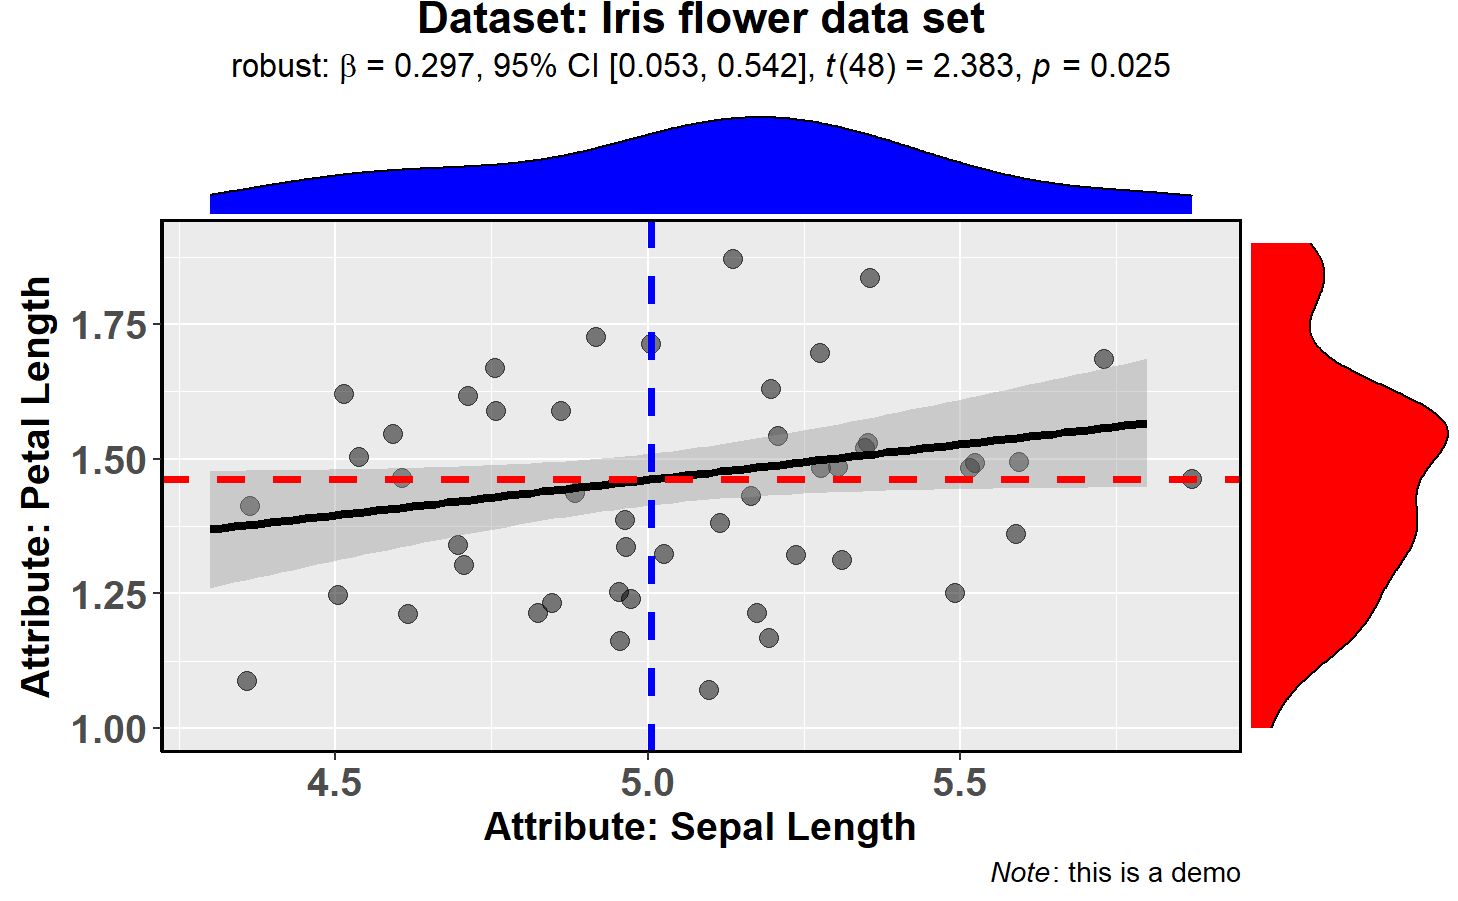 Dataset: Iris flower data set
robust: β = 0.297, 95% CI [0.053, 0.542], t(48) = 2.383, p = 0.025
Attribute: Petal Length
1.75
1.50
1.25
1.00
4.5 5.0 5.5
Attribute: Sepal Length
Note: this is a demo